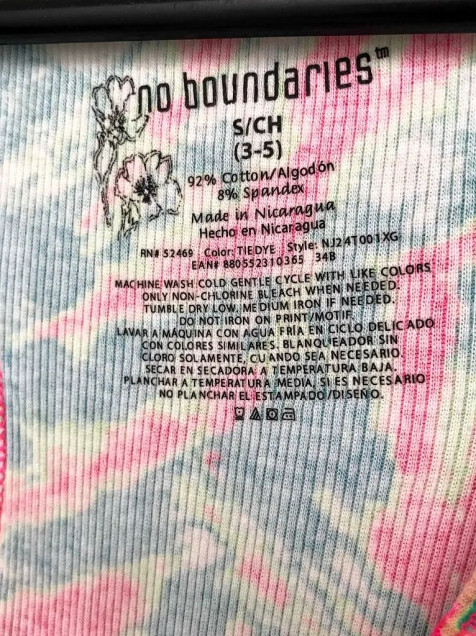 no boundaries™
S/CH
(3-5)
92% Cotton/Algodón
8% Spandex
Made in Nicaragua
Hecho en Nicaragua
RN# 52469 Color: TIEDYE Style: NJ24T001XG
EAN# 880552310365 34B
MACHINE WASH COLD GENTLE CYCLE WITH LIKE COLORS
ONLY NON-CHLORINE BLEACH WHEN NEEDED.
TUMBLE DRY LOW, MEDIUM IRON IF NEEDED.
DO NOT IRON ON PRINT/MOTIF.
LAVAR A MÁQUINA CON AGUA FRÍA EN CICLO DELICADO
CON COLORES SIMILARES. BLANQUEADOR SIN
CLORO SOLAMENTE, CUANDO SEA NECESARIO.
SECAR EN SECADORA A TEMPERATURA BAJA.
PLANCHAR A TEMPERATURA MEDIA, SI ES NECESARIO
NO PLANCHAR EL ESTAMPADO/DISEÑO.